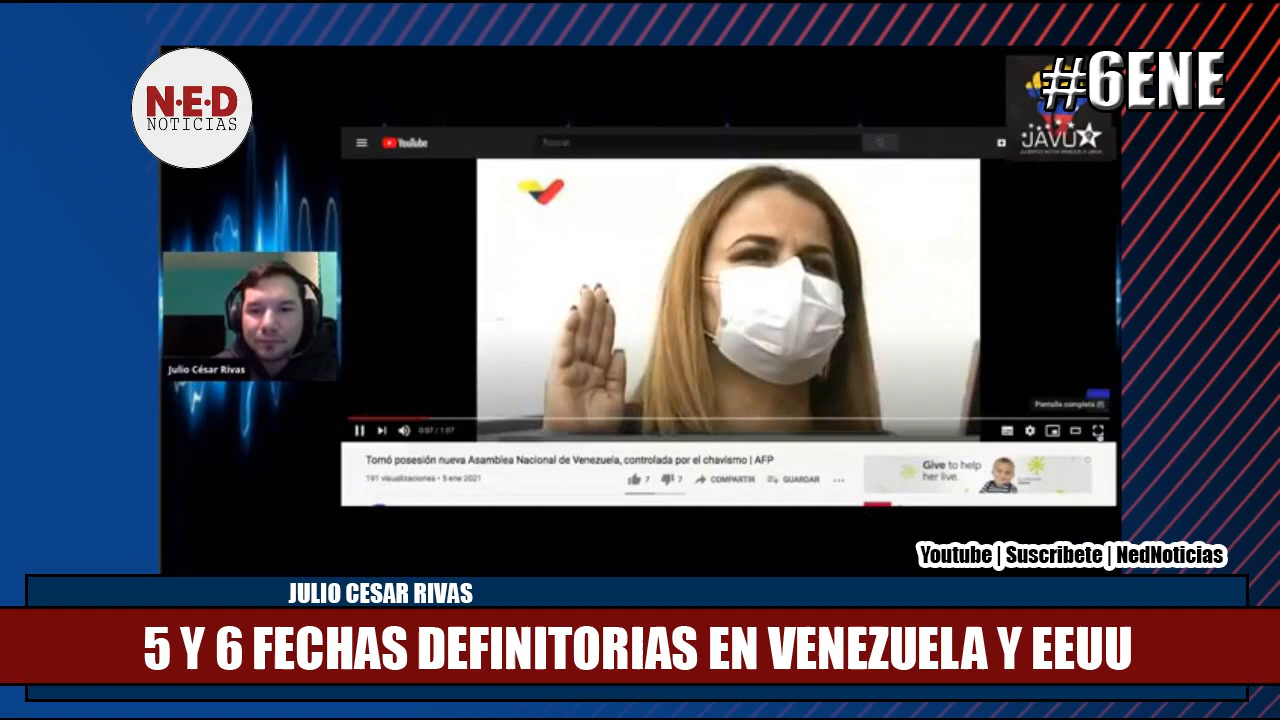 N·E·D
NOTICIAS
#6ENE
JAVU
YouTube
Buscar
Julio César Rivas
Pantalla completa (f)
0:07 / 1:07
Tomó posesión nueva Asamblea Nacional de Venezuela, controlada por el chavismo | AFP
191 visualizaciones • 5 ene 2021
7
7
COMPARTIR
GUARDAR
Give to help
her live.
Youtube | Suscribete | NedNoticias
JULIO CESAR RIVAS
5 Y 6 FECHAS DEFINITORIAS EN VENEZUELA Y EEUU